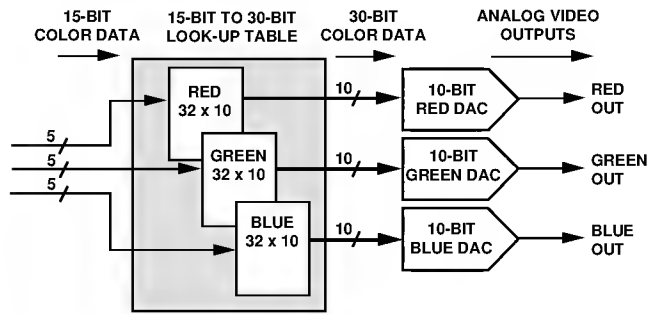 15-BIT
COLOR DATA
15-BIT TO 30-BIT
LOOK-UP TABLE
30-BIT
COLOR DATA
ANALOG VIDEO
OUTPUTS
RED
32 x 10
10
10-BIT
RED DAC
RED
OUT
5
5
5
GREEN
32 x 10
10
10-BIT
GREEN DAC
GREEN
OUT
BLUE
32 x 10
10
10-BIT
BLUE DAC
BLUE
OUT